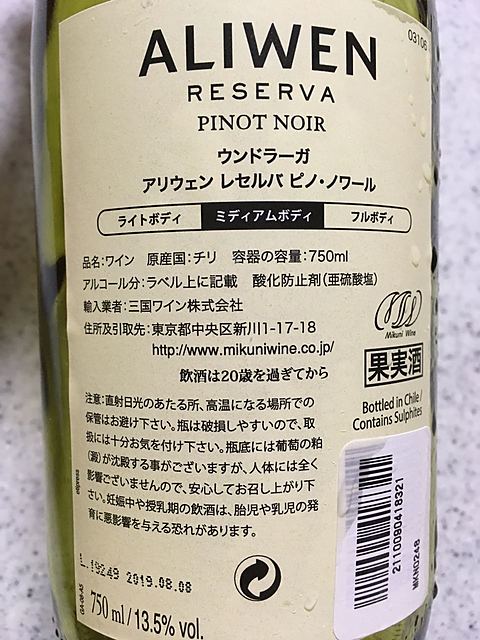 03106
ALIWEN
RESERVA
PINOT NOIR
ウンドラーガ
アリウェン レセルバ ピノ・ノワール
ライトボディ ミディアムボディ フルボディ
品名:ワイン 原産国:チリ 容器の容量:750ml
アルコール分:ラベル上に記載 酸化防止剤(亜硫酸塩)
輸入業者:三国ワイン株式会社
住所及引取先:東京都中央区新川1-17-18
http://www.mikuniwine.co.jp/
Mikuni Wine
飲酒は20歳を過ぎてから
果実酒
Bottled in Chile /
Contains Sulphites
注意:直射日光のあたる所、高温になる場所での
保管はお避け下さい。瓶は破損しやすいので、取
扱には十分お気を付け下さい。瓶底には葡萄の粕
(澱)が沈殿する事がございますが、人体には全く
影響ございませんので、安心してお召し上がり下
さい。妊娠中や授乳期の飲酒は、胎児や乳児の発
育に悪影響を与える恐れがあります。
L.19249 2019.08.08
750 ml / 13.5% vol.
2110090418321
MKN0248